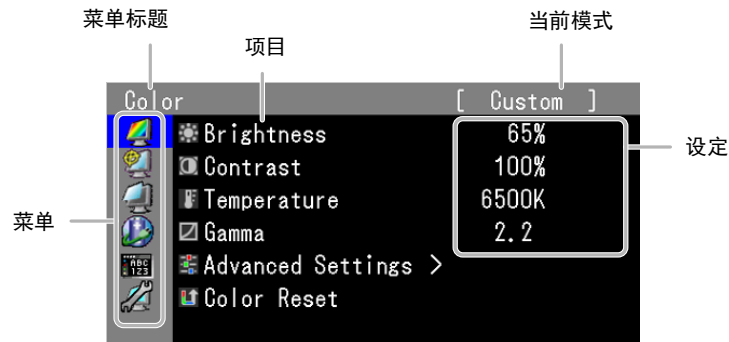 菜单标题
当前模式
项目
Color [ Custom ]
Brightness 65%
设定
Contrast 100%
Temperature 6500K
菜单
Gamma 2.2
ABC
123
Advanced Settings >
Color Reset